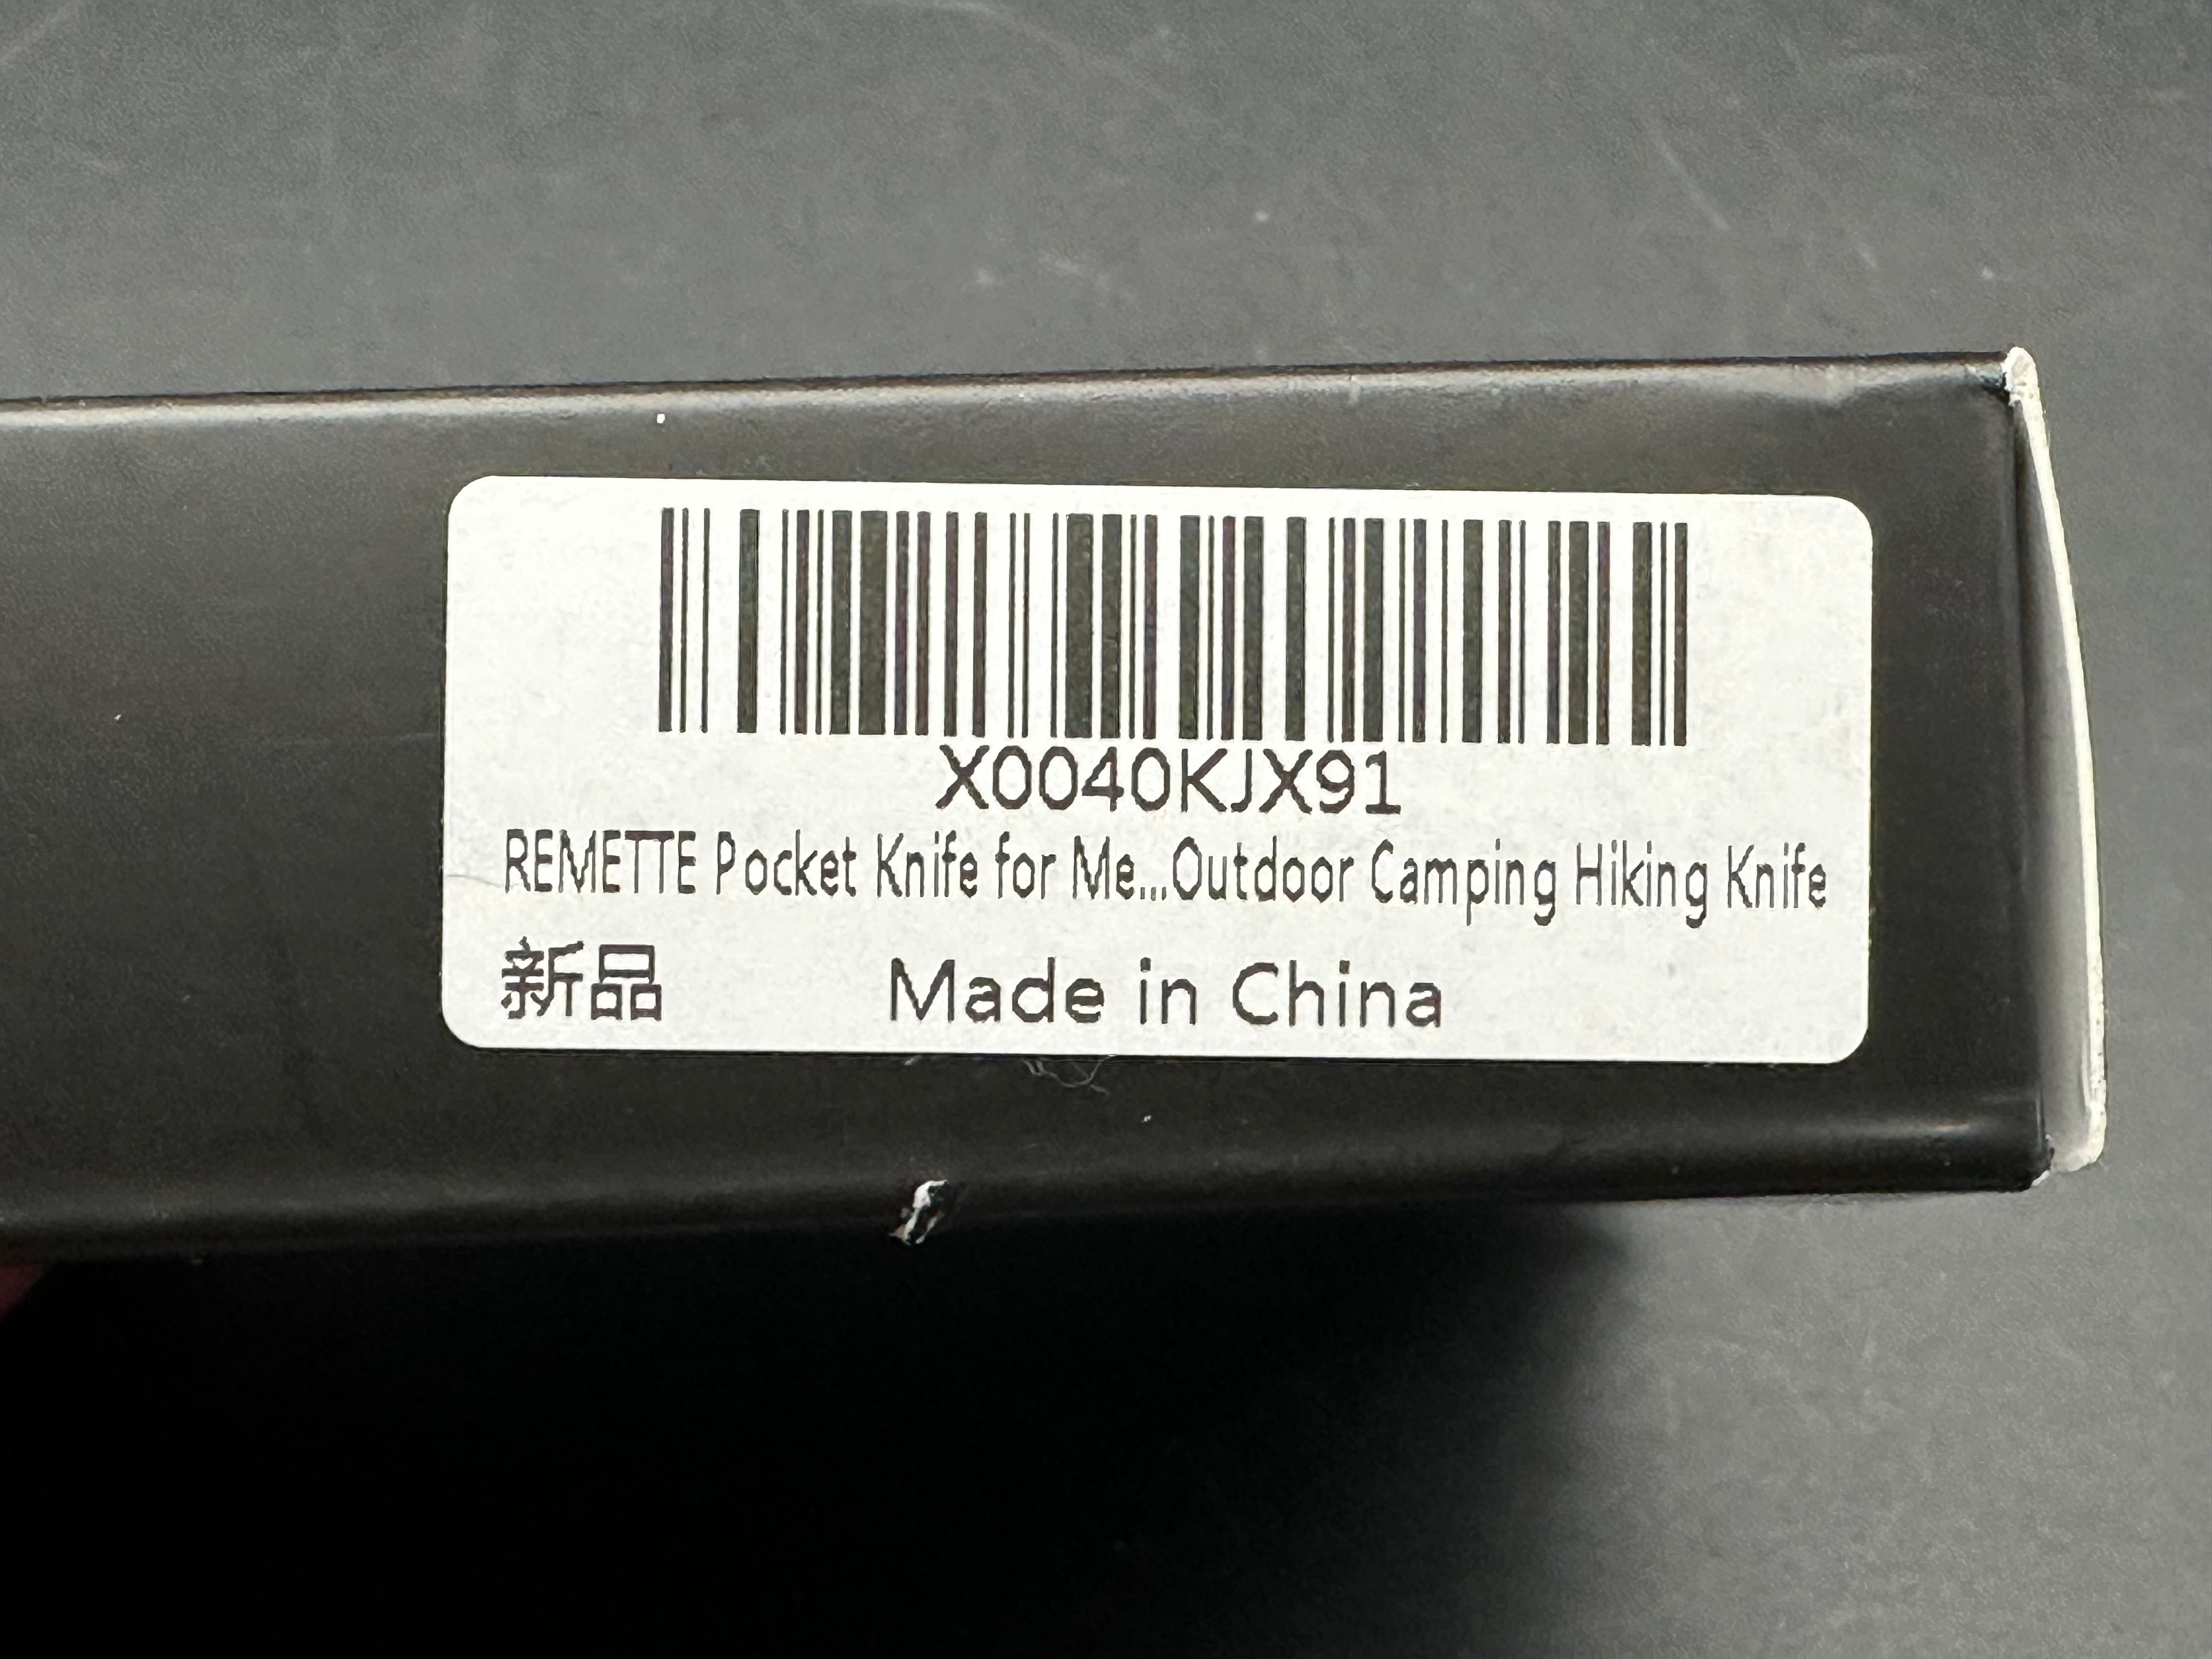 X0040KJX91
REMETTE Pocket Knife for Me...Outdoor Camping Hiking Knife
新品 Made in China